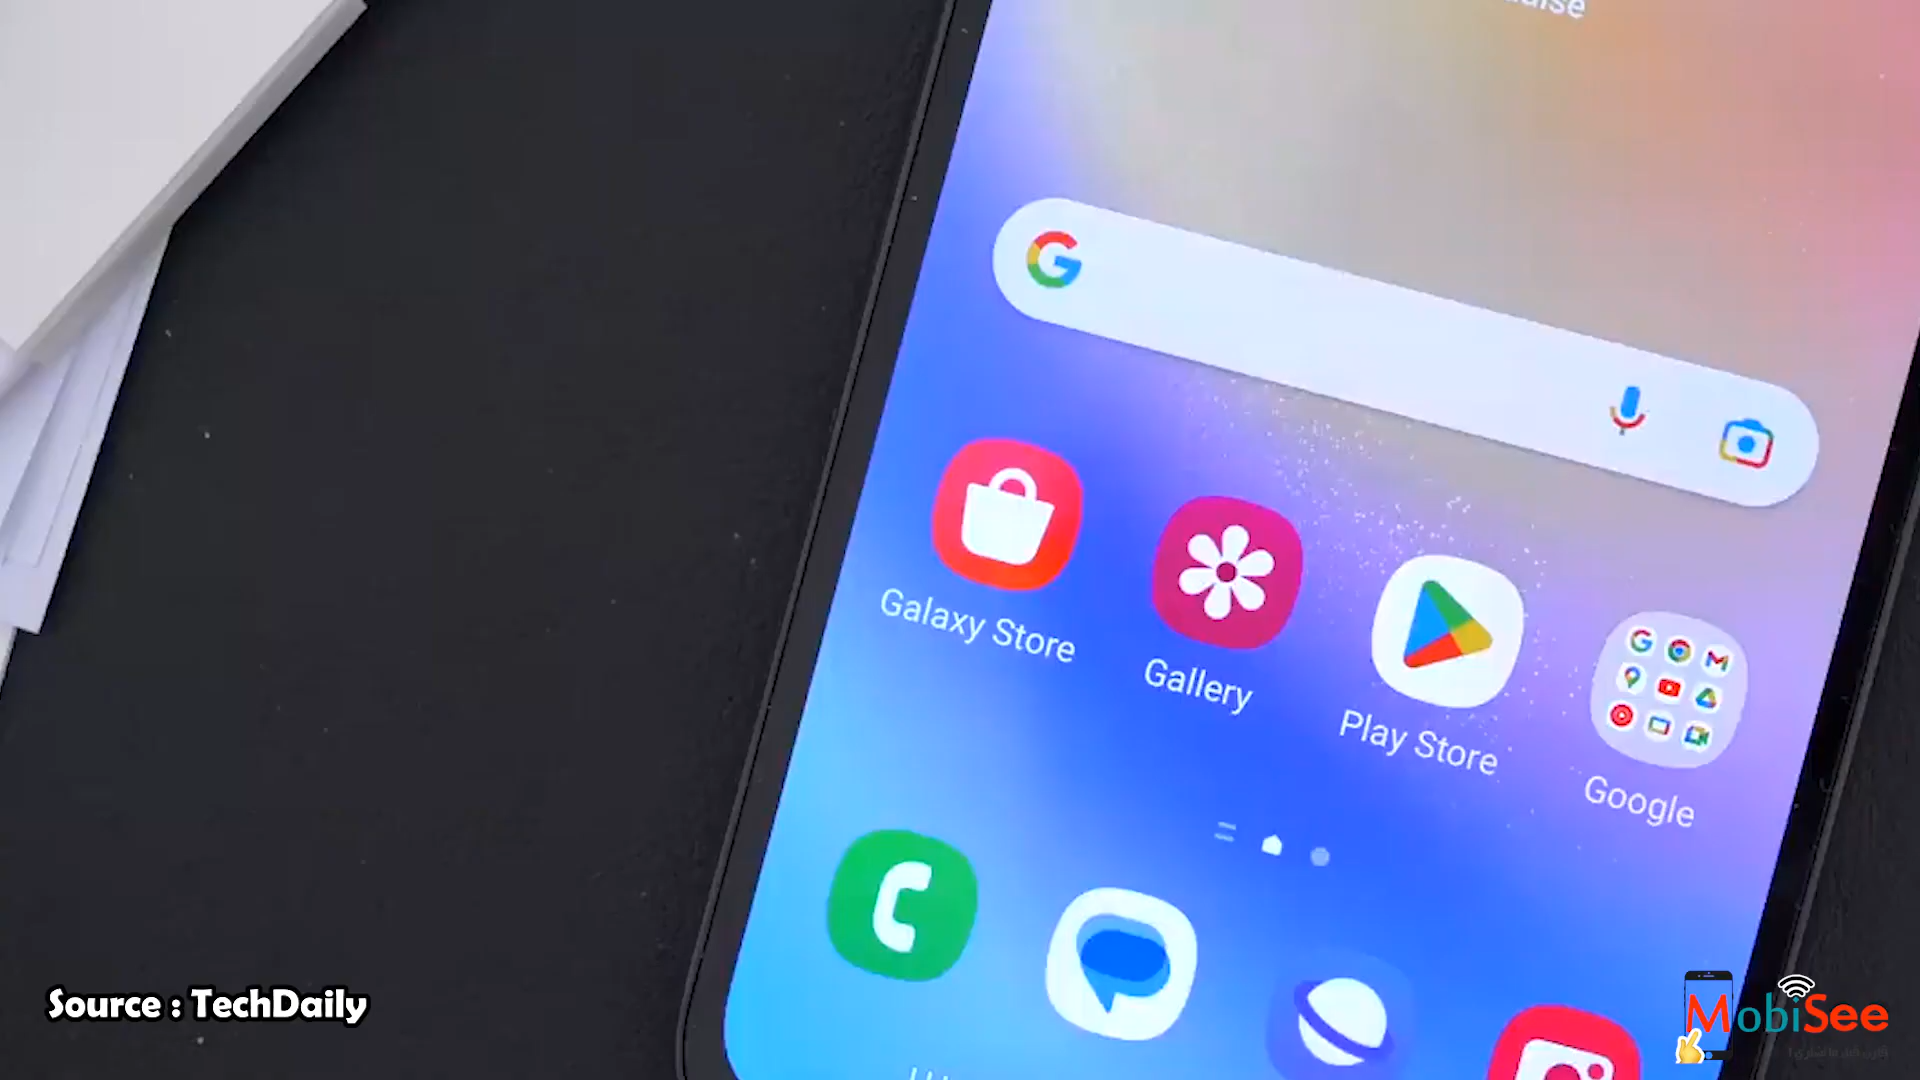 Galaxy Store
Gallery
Play Store
Google
Source : TechDaily
MobiSee